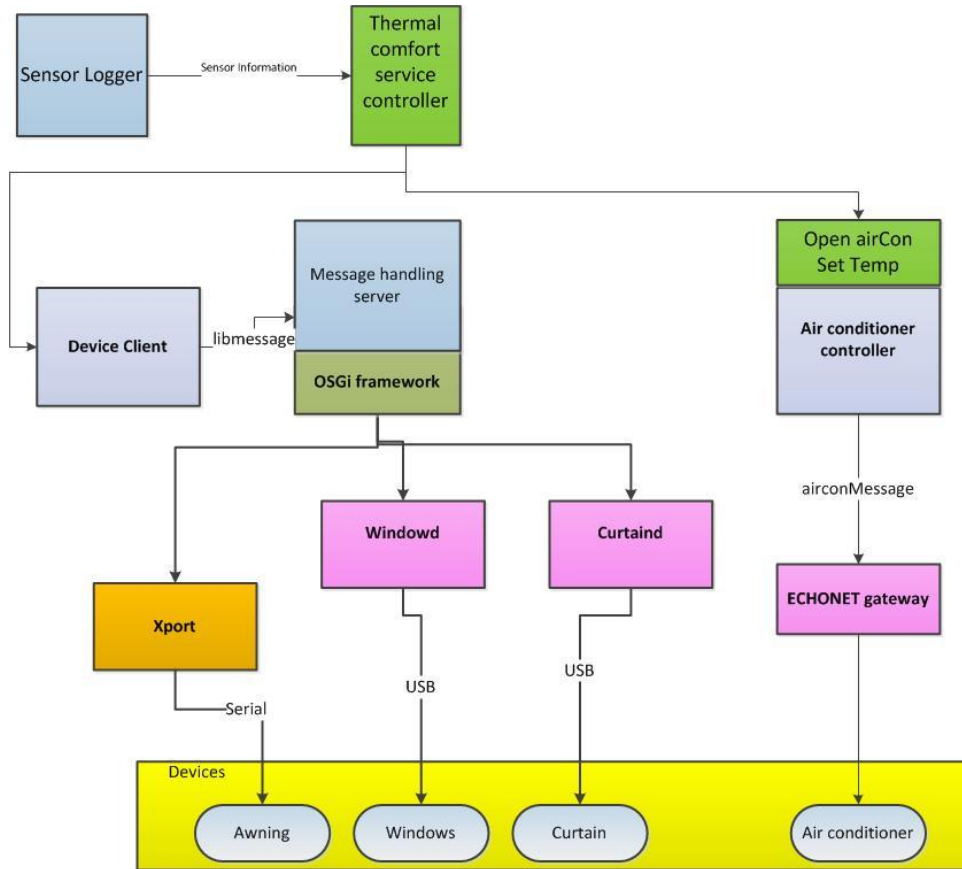 Sensor Logger
Sensor Information
Thermal
comfort
service
controller
Message handling
server
Open airCon
Set Temp
Device Client
libmessage
Air conditioner
controller
OSGi framework
airconMessage
Windowd
Curtaind
ECHONET gateway
Xport
USB
USB
Serial
Devices
Awning
Windows
Curtain
Air conditioner